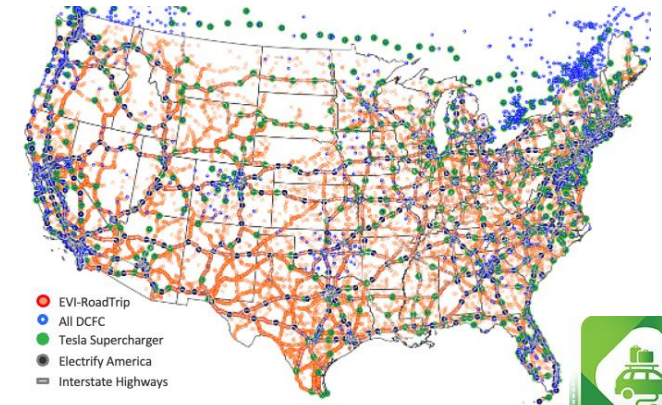 EVI-RoadTrip
All DCFC
Tesla Supercharger
Electrify America
Interstate Highways